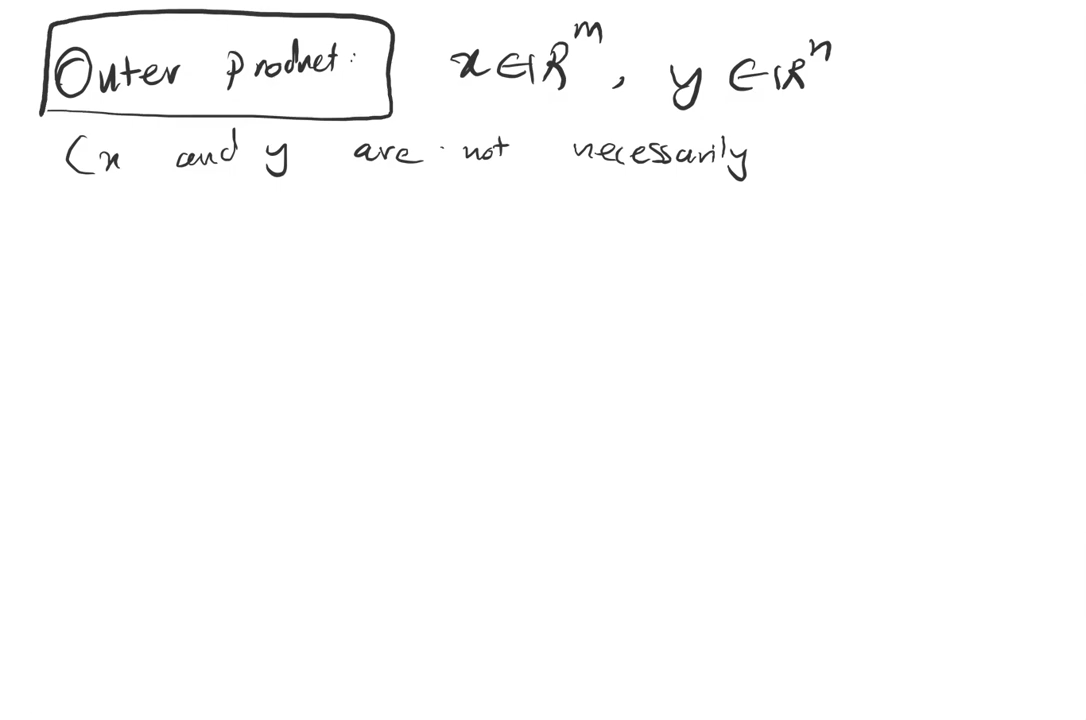 Outer product: x ∈ ℝ^m, y ∈ ℝ^n
(x and y are not necessarily